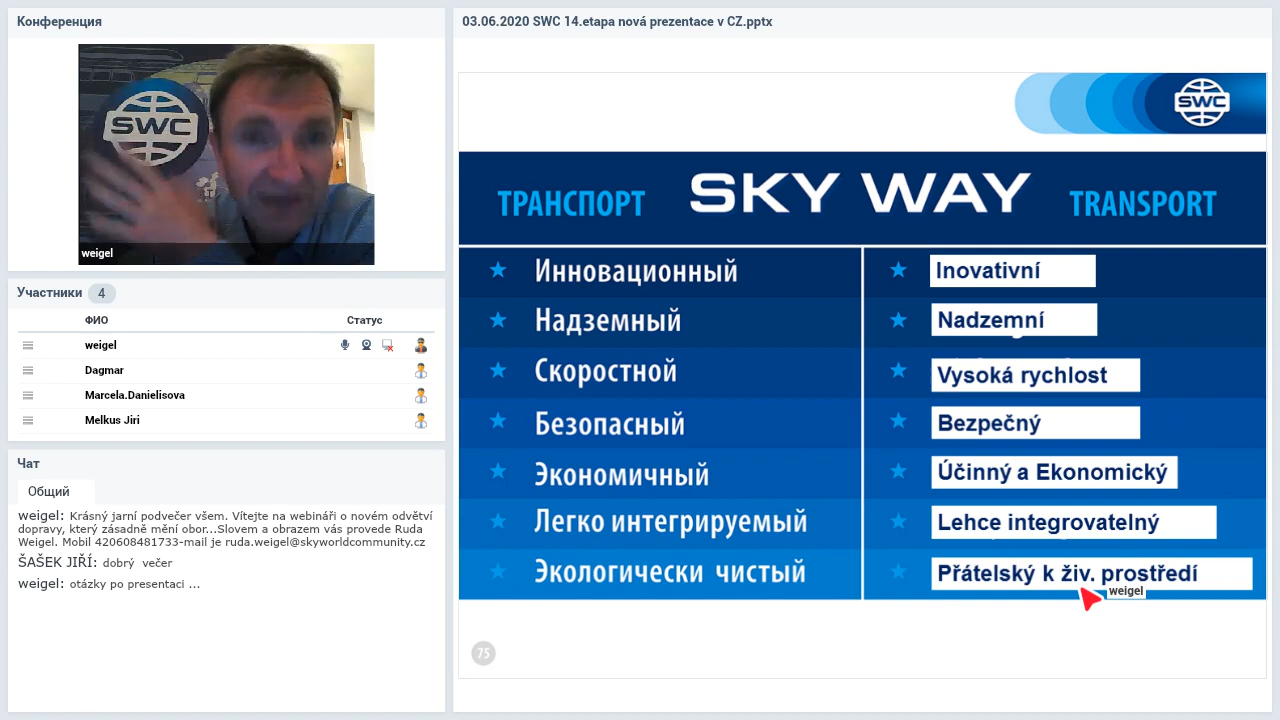 Конференция
SWC
weigel
Участники 4
ФИО Статус
weigel
Dagmar
Marcela.Danielisova
Melkus Jiri
Чат
Общий
weigel: Krásný jarní podvečer všem. Vítejte na webináři o novém odvětví
dopravy, který zásadně mění obor...Slovem a obrazem vás provede Ruda
Weigel. Mobil 420608481733-mail je ruda.weigel@skyworldcommunity.cz
ŠAŠEK JIŘÍ: dobrý večer
weigel: otázky po presentaci ...
03.06.2020 SWC 14.etapa nová prezentace v CZ.pptx
SWC
ТРАНСПОРТ SKY WAY TRANSPORT
Инновационный Inovativní
Надземный Nadzemní
Скоростной Vysoká rychlost
Безопасный Bezpečný
Экономичный Účinný a Ekonomický
Легко интегрируемый Lehce integrovatelný
Экологически чистый Přátelský k živ. prostředí
weigel
75